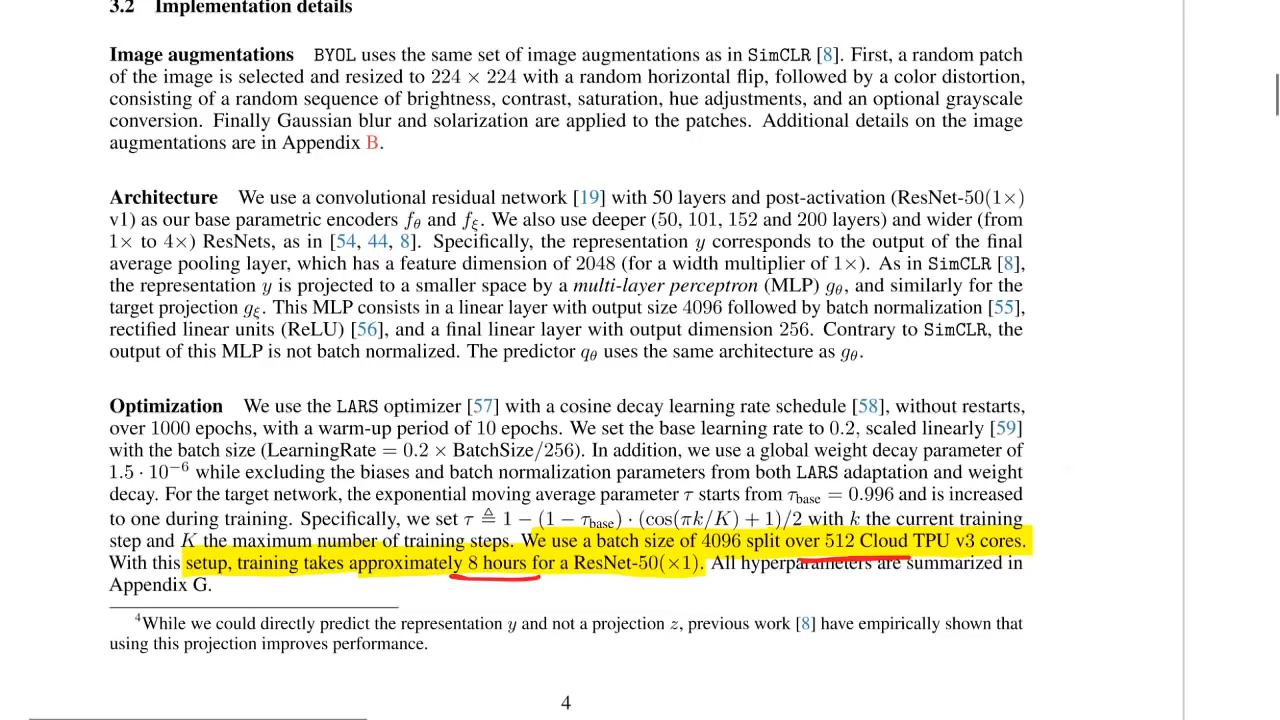 3.2 Implementation details
Image augmentations BYOL uses the same set of image augmentations as in SimCLR [8]. First, a random patch
of the image is selected and resized to 224 × 224 with a random horizontal flip, followed by a color distortion,
consisting of a random sequence of brightness, contrast, saturation, hue adjustments, and an optional grayscale
conversion. Finally Gaussian blur and solarization are applied to the patches. Additional details on the image
augmentations are in Appendix B.
Architecture We use a convolutional residual network [19] with 50 layers and post-activation (ResNet-50(1×)
v1) as our base parametric encoders fθ and fξ. We also use deeper (50, 101, 152 and 200 layers) and wider (from
1× to 4×) ResNets, as in [54, 44, 8]. Specifically, the representation y corresponds to the output of the final
average pooling layer, which has a feature dimension of 2048 (for a width multiplier of 1×). As in SimCLR [8],
the representation y is projected to a smaller space by a multi-layer perceptron (MLP) gθ, and similarly for the
target projection gξ. This MLP consists in a linear layer with output size 4096 followed by batch normalization [55],
rectified linear units (ReLU) [56], and a final linear layer with output dimension 256. Contrary to SimCLR, the
output of this MLP is not batch normalized. The predictor qθ uses the same architecture as gθ.
Optimization We use the LARS optimizer [57] with a cosine decay learning rate schedule [58], without restarts,
over 1000 epochs, with a warm-up period of 10 epochs. We set the base learning rate to 0.2, scaled linearly [59]
with the batch size (LearningRate = 0.2 × BatchSize/256). In addition, we use a global weight decay parameter of
1.5 · 10⁻⁶ while excluding the biases and batch normalization parameters from both LARS adaptation and weight
decay. For the target network, the exponential moving average parameter τ starts from τbase = 0.996 and is increased
to one during training. Specifically, we set τ ≜ 1 − (1 − τbase) · (cos(πk/K) + 1)/2 with k the current training
step and K the maximum number of training steps. We use a batch size of 4096 split over 512 Cloud TPU v3 cores.
With this setup, training takes approximately 8 hours for a ResNet-50(×1). All hyperparameters are summarized in
Appendix G.
⁴While we could directly predict the representation y and not a projection z, previous work [8] have empirically shown that
using this projection improves performance.
4